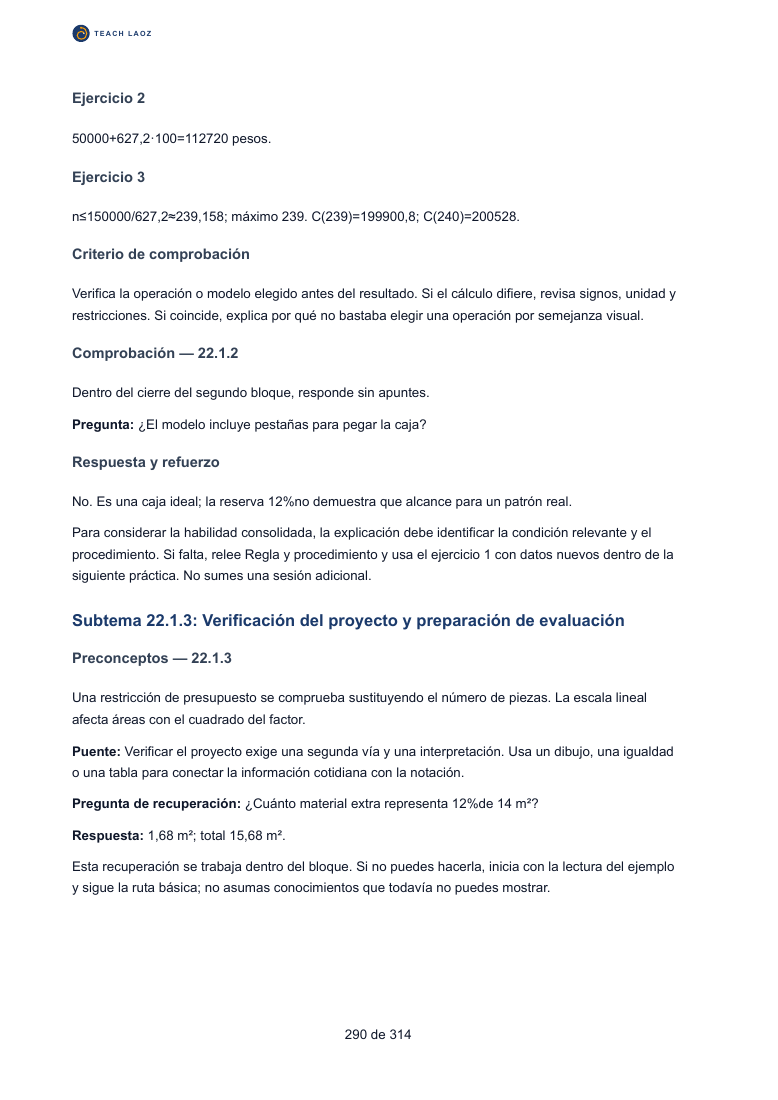 TEACH LAOZ
Ejercicio 2
50000+627,2·100=112720 pesos.
Ejercicio 3
n≤150000/627,2≈239,158; máximo 239. C(239)=199900,8; C(240)=200528.
Criterio de comprobación
Verifica la operación o modelo elegido antes del resultado. Si el cálculo difiere, revisa signos, unidad y
restricciones. Si coincide, explica por qué no bastaba elegir una operación por semejanza visual.
Comprobación — 22.1.2
Dentro del cierre del segundo bloque, responde sin apuntes.
Pregunta: ¿El modelo incluye pestañas para pegar la caja?
Respuesta y refuerzo
No. Es una caja ideal; la reserva 12%no demuestra que alcance para un patrón real.
Para considerar la habilidad consolidada, la explicación debe identificar la condición relevante y el
procedimiento. Si falta, relee Regla y procedimiento y usa el ejercicio 1 con datos nuevos dentro de la
siguiente práctica. No sumes una sesión adicional.
Subtema 22.1.3: Verificación del proyecto y preparación de evaluación
Preconceptos — 22.1.3
Una restricción de presupuesto se comprueba sustituyendo el número de piezas. La escala lineal
afecta áreas con el cuadrado del factor.
Puente: Verificar el proyecto exige una segunda vía y una interpretación. Usa un dibujo, una igualdad
o una tabla para conectar la información cotidiana con la notación.
Pregunta de recuperación: ¿Cuánto material extra representa 12%de 14 m²?
Respuesta: 1,68 m²; total 15,68 m².
Esta recuperación se trabaja dentro del bloque. Si no puedes hacerla, inicia con la lectura del ejemplo
y sigue la ruta básica; no asumas conocimientos que todavía no puedes mostrar.
290 de 314